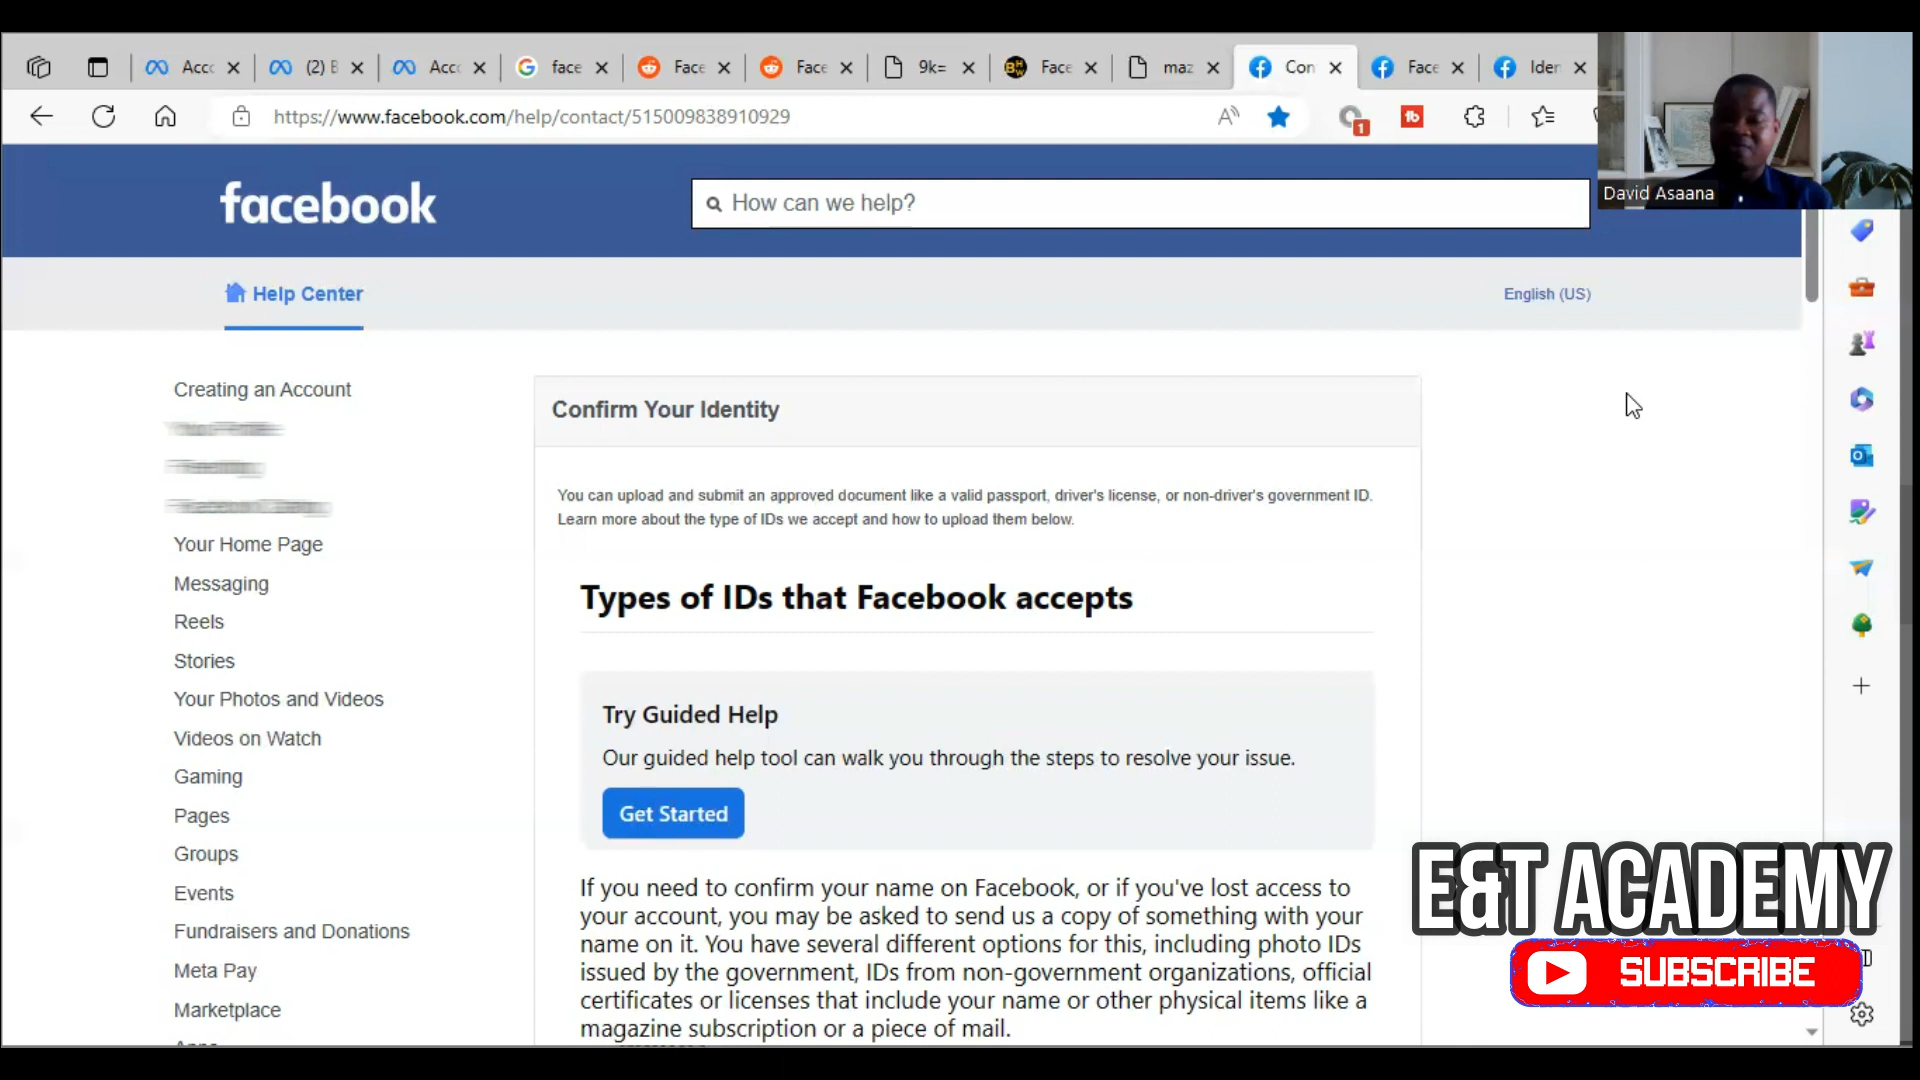 Acc
(2) B
Acc
face
Face
Face
9k=
Face
maz
Con
Face
Iden
https://www.facebook.com/help/contact/515009838910929
1
tb
David Asaana
facebook
How can we help?
Help Center
English (US)
Creating an Account
Your Home Page
Messaging
Reels
Stories
Your Photos and Videos
Videos on Watch
Gaming
Pages
Groups
Events
Fundraisers and Donations
Meta Pay
Marketplace
Confirm Your Identity
You can upload and submit an approved document like a valid passport, driver's license, or non-driver's government ID.
Learn more about the type of IDs we accept and how to upload them below.
Types of IDs that Facebook accepts
Try Guided Help
Our guided help tool can walk you through the steps to resolve your issue.
Get Started
If you need to confirm your name on Facebook, or if you've lost access to
your account, you may be asked to send us a copy of something with your
name on it. You have several different options for this, including photo IDs
issued by the government, IDs from non-government organizations, official
certificates or licenses that include your name or other physical items like a
magazine subscription or a piece of mail.
E&T ACADEMY
SUBSCRIBE